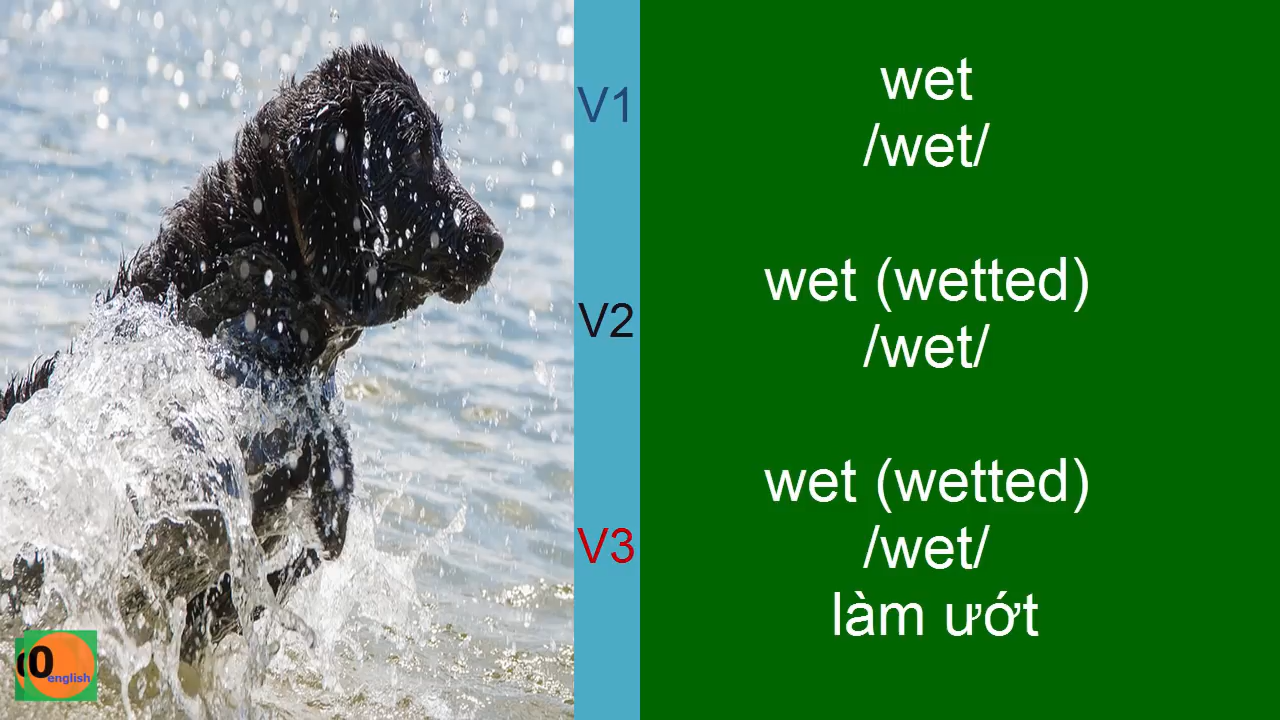 V1
wet
/wet/
V2
wet (wetted)
/wet/
V3
wet (wetted)
/wet/
làm ướt
english